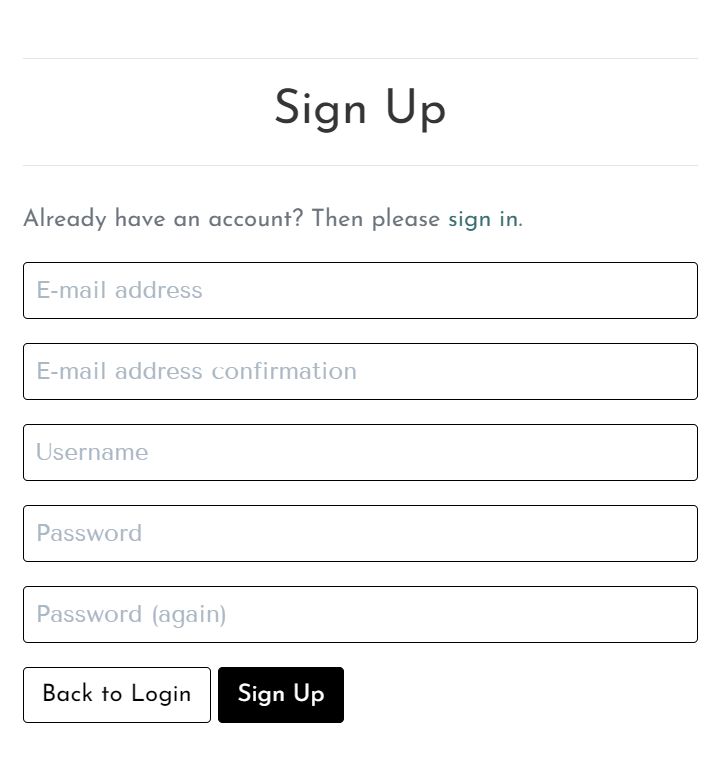 Sign Up
Already have an account? Then please sign in.
E-mail address
E-mail address confirmation
Username
Password
Password (again)
Back to Login Sign Up